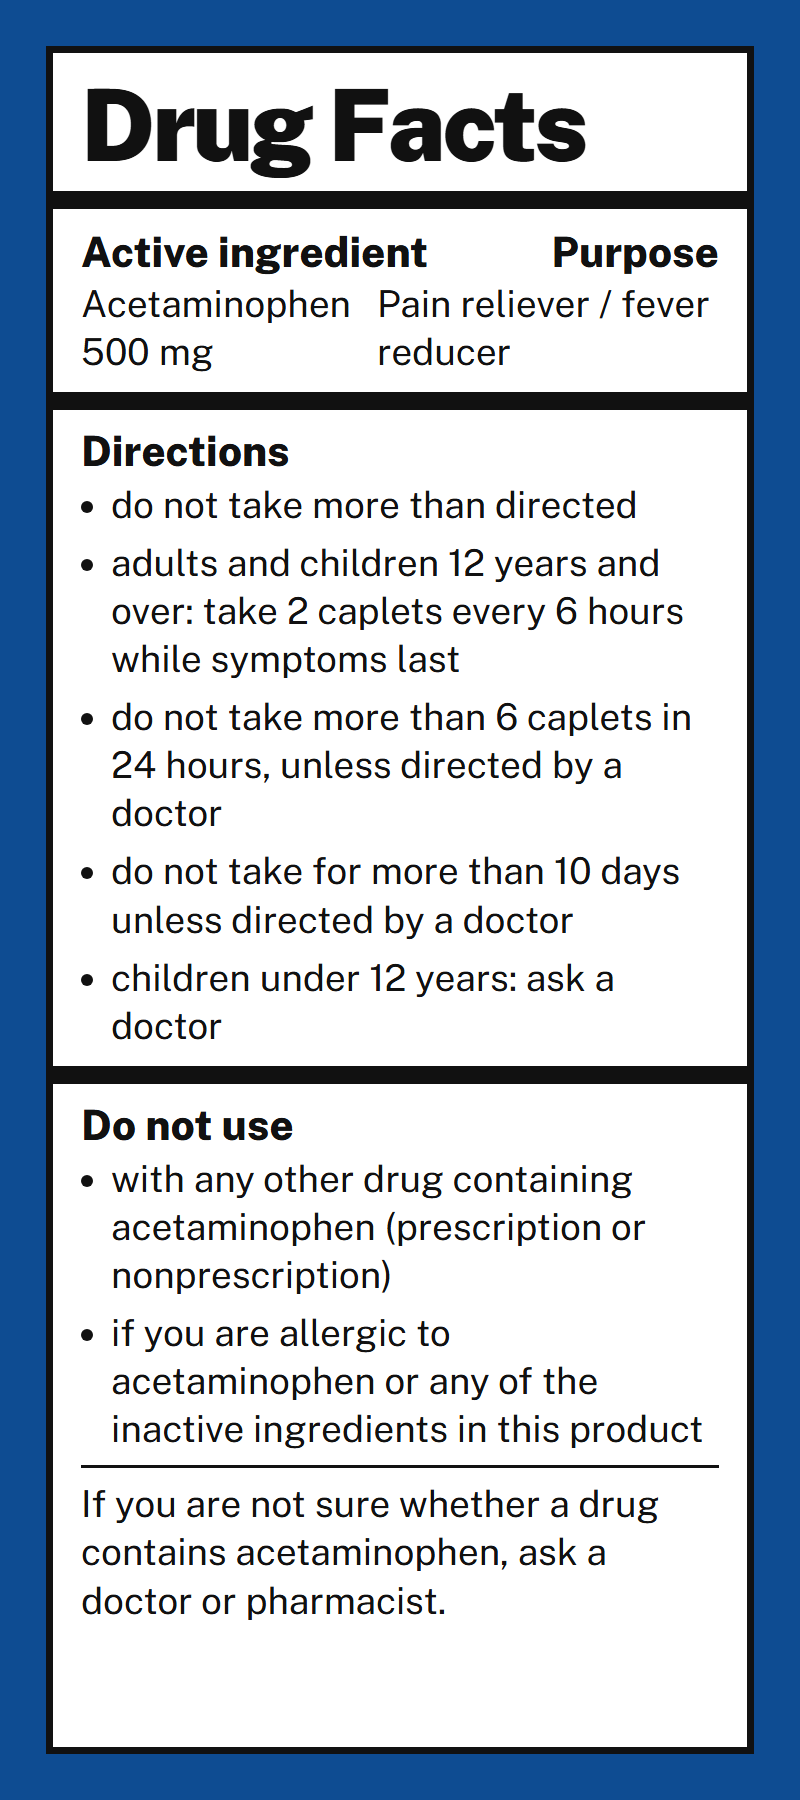 Drug Facts
Active ingredient Purpose
Acetaminophen Pain reliever / fever
500 mg reducer
Directions
• do not take more than directed
• adults and children 12 years and
over: take 2 caplets every 6 hours
while symptoms last
• do not take more than 6 caplets in
24 hours, unless directed by a
doctor
• do not take for more than 10 days
unless directed by a doctor
• children under 12 years: ask a
doctor
Do not use
• with any other drug containing
acetaminophen (prescription or
nonprescription)
• if you are allergic to
acetaminophen or any of the
inactive ingredients in this product
If you are not sure whether a drug
contains acetaminophen, ask a
doctor or pharmacist.